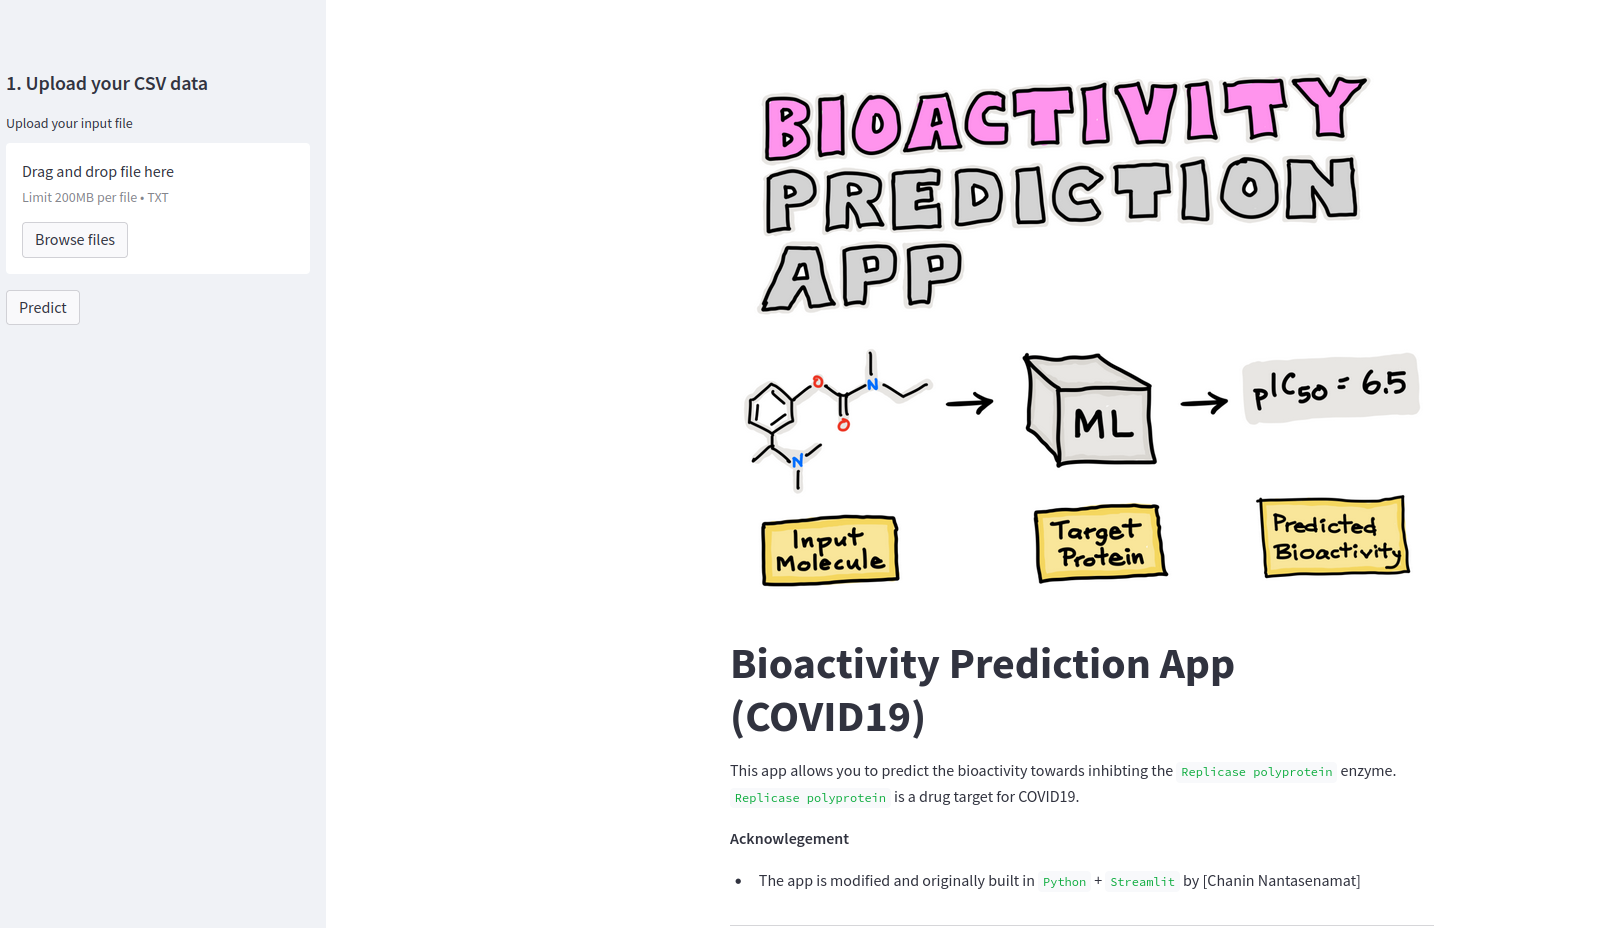 1. Upload your CSV data
Upload your input file
Drag and drop file here
Limit 200MB per file • TXT
Browse files
Predict
BIOACTIVITY
PREDICTION
APP
O
N
O
N
ML
pIC50 = 6.5
Input
Molecule
Target
Protein
Predicted
Bioactivity
Bioactivity Prediction App
(COVID19)
This app allows you to predict the bioactivity towards inhibting the Replicase polyprotein enzyme.
Replicase polyprotein is a drug target for COVID19.
Acknowlegement
• The app is modified and originally built in Python + Streamlit by [Chanin Nantasenamat]